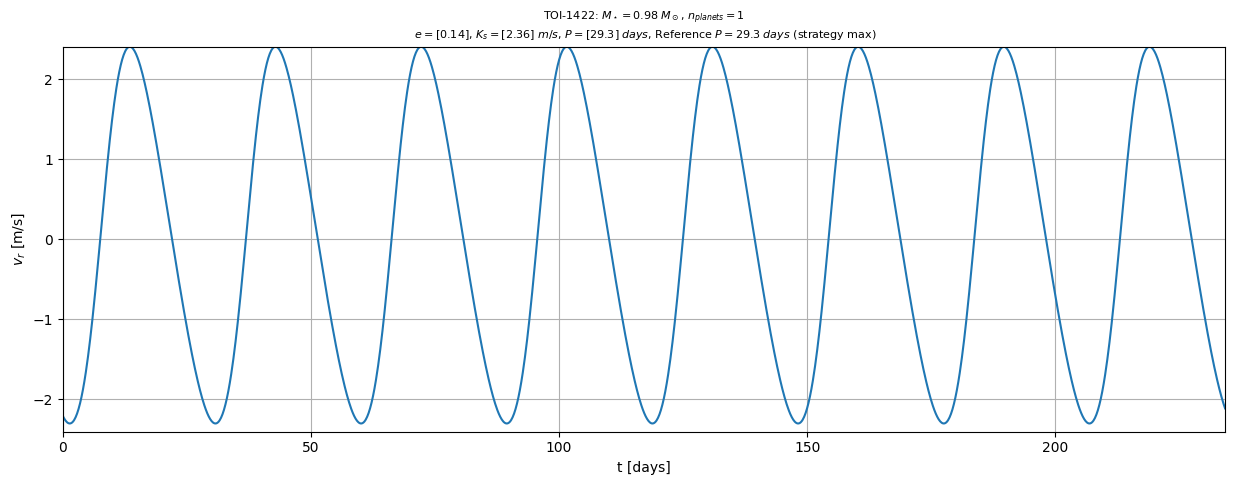 TOI-1422: $M_\star = 0.98\ M_\odot$, $n_{planets} = 1$
$e = [0.14]$, $K_s = [2.36]\ m/s$, $P = [29.3]\ days$, Reference $P = 29.3\ days$ (strategy max)
2
1
0
−1
−2
$v_r$ [m/s]
0 50 100 150 200
t [days]